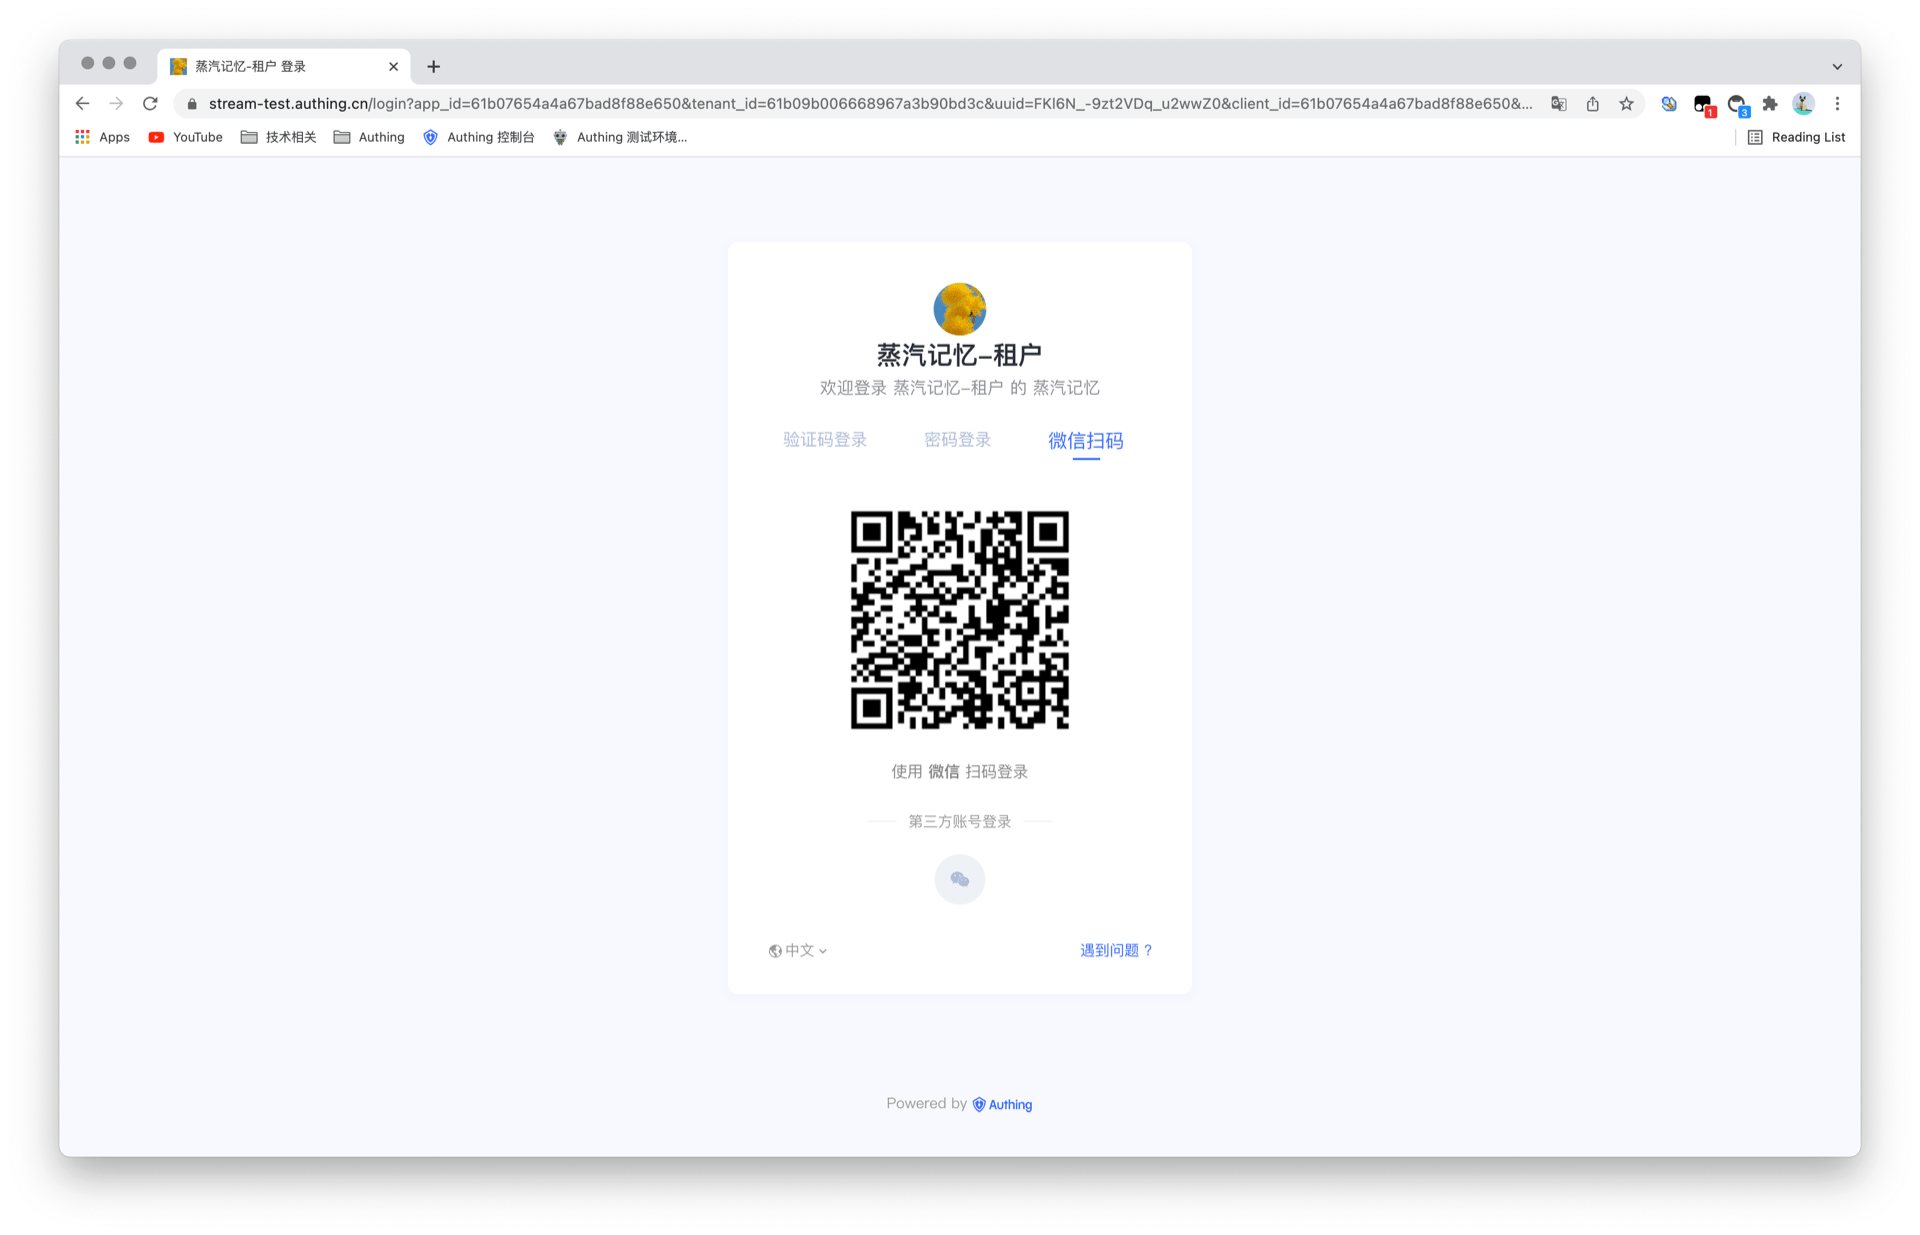 蒸汽记忆-租户 登录
stream-test.authing.cn/login?app_id=61b07654a4a67bad8f88e650&tenant_id=61b09b006668967a3b90bd3c&uuid=FKI6N_-9zt2VDq_u2wwZ0&client_id=61b07654a4a67bad8f88e650&...
1
3
Apps YouTube 技术相关 Authing Authing 控制台 Authing 测试环境... Reading List
蒸汽记忆-租户
欢迎登录 蒸汽记忆-租户 的 蒸汽记忆
验证码登录 密码登录 微信扫码
使用 微信 扫码登录
第三方账号登录
中文 遇到问题 ?
Powered by Authing